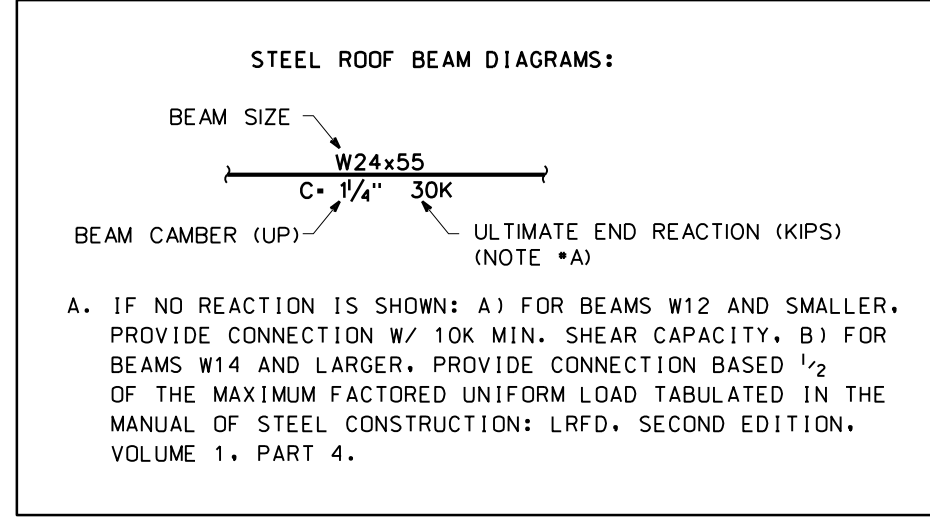 STEEL ROOF BEAM DIAGRAMS:
BEAM SIZE
W24x55
C= 1 1/4" 30K
BEAM CAMBER (UP)
ULTIMATE END REACTION (KIPS)
(NOTE #A)
A. IF NO REACTION IS SHOWN: A) FOR BEAMS W12 AND SMALLER,
PROVIDE CONNECTION W/ 10K MIN. SHEAR CAPACITY, B) FOR
BEAMS W14 AND LARGER, PROVIDE CONNECTION BASED 1/2
OF THE MAXIMUM FACTORED UNIFORM LOAD TABULATED IN THE
MANUAL OF STEEL CONSTRUCTION: LRFD, SECOND EDITION,
VOLUME 1, PART 4.